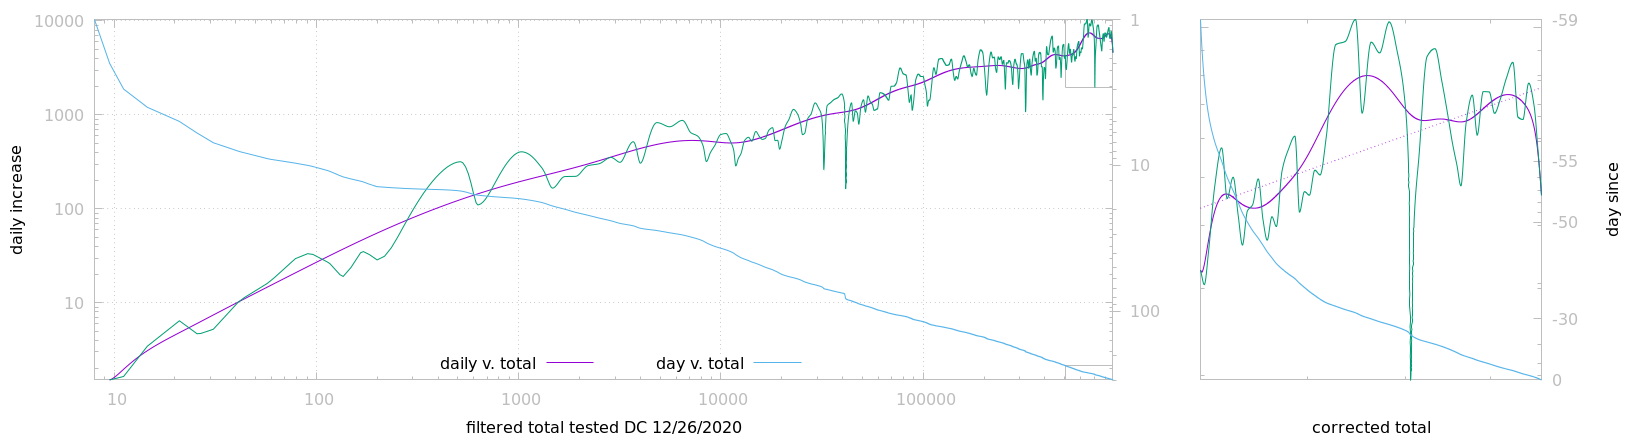 10000
1000
100
10
daily increase
10
100
1000
10000
100000
1
10
100
daily v. total
day v. total
filtered total tested DC 12/26/2020
-59
-55
-50
-30
0
day since
corrected total